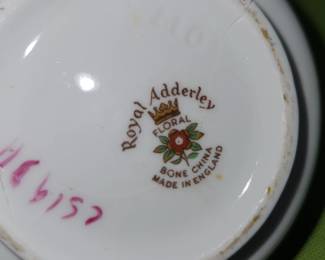 Royal Adderley
FLORAL
BONE CHINA
MADE IN ENGLAND